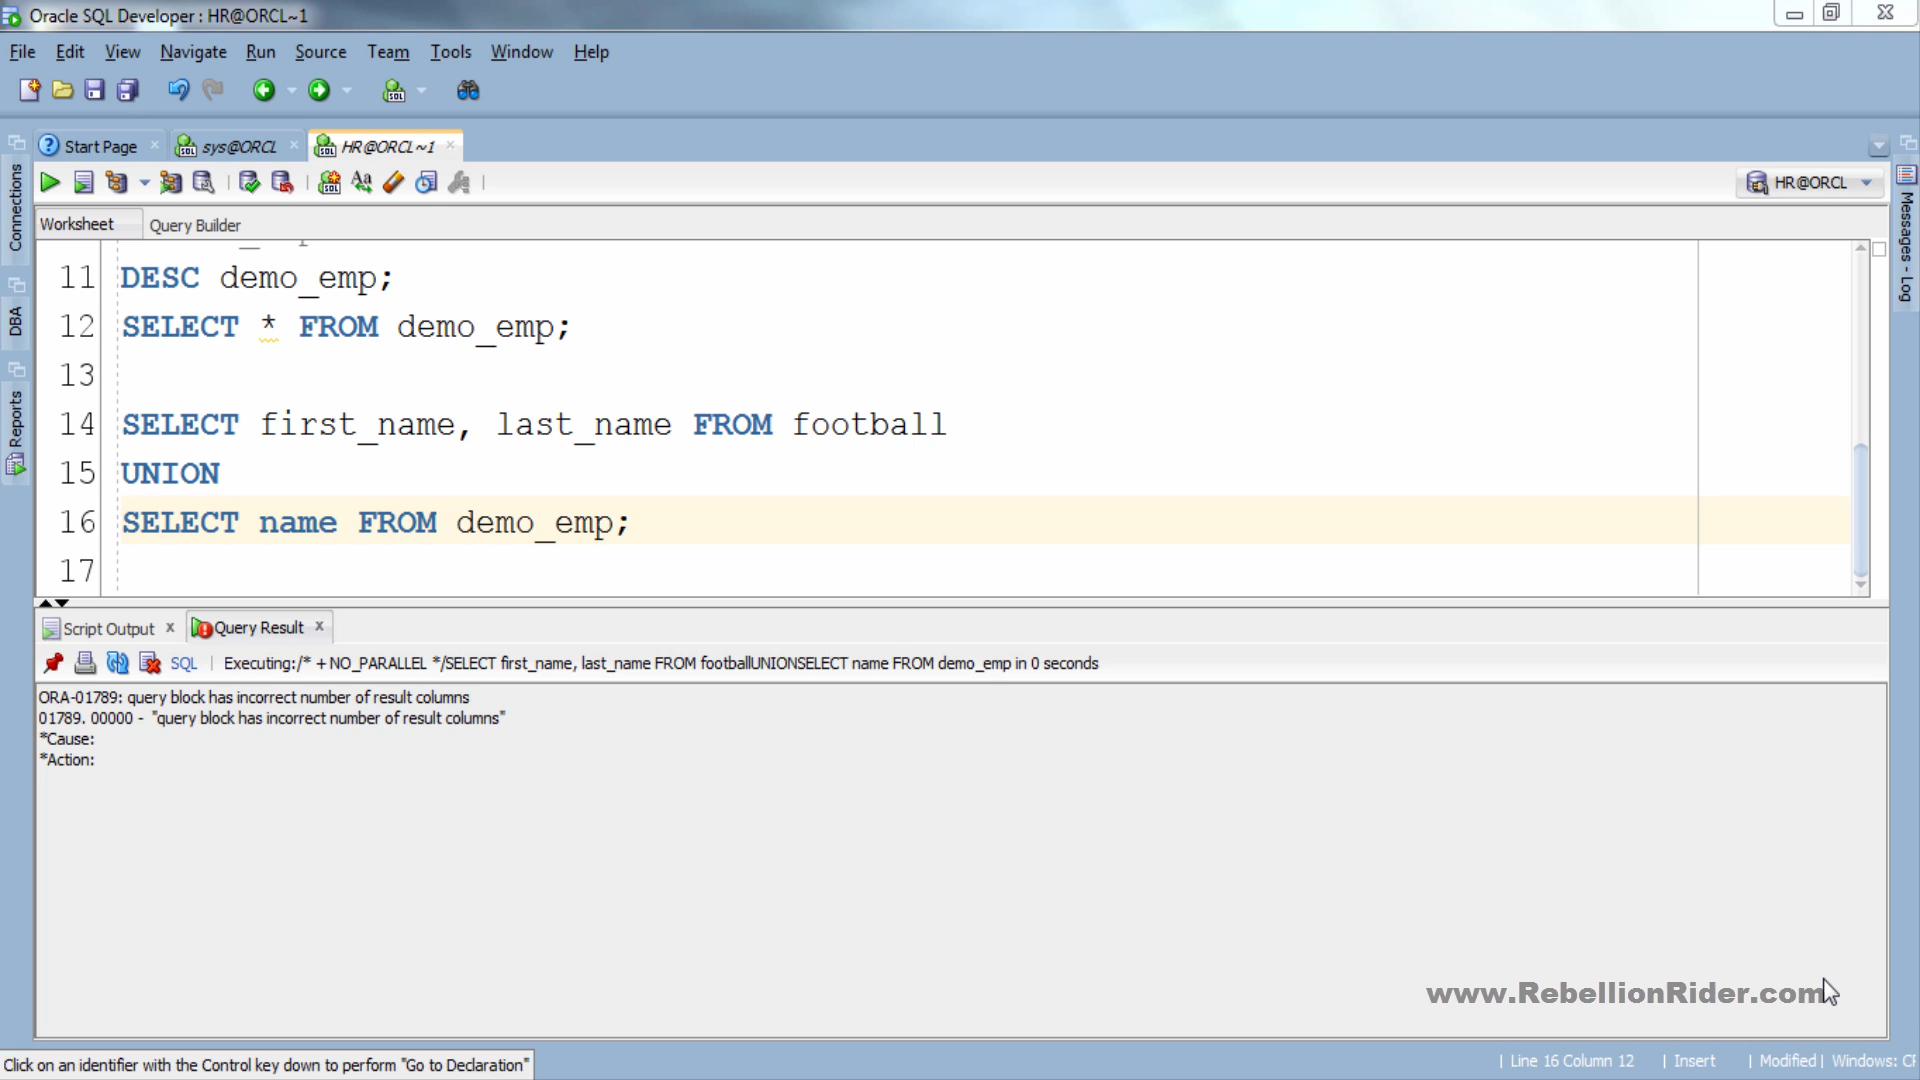 Oracle SQL Developer : HR@ORCL~1
File Edit View Navigate Run Source Team Tools Window Help
Start Page sys@ORCL HR@ORCL~1
HR@ORCL
Worksheet Query Builder
11 DESC demo_emp;
12 SELECT * FROM demo_emp;
13
14 SELECT first_name, last_name FROM football
15 UNION
16 SELECT name FROM demo_emp;
17
Connections
DBA
Reports
Messages - Log
Script Output Query Result
SQL Executing:/* + NO_PARALLEL */SELECT first_name, last_name FROM footballUNIONSELECT name FROM demo_emp in 0 seconds
ORA-01789: query block has incorrect number of result columns
01789. 00000 - "query block has incorrect number of result columns"
*Cause:
*Action:
www.RebellionRider.com
Click on an identifier with the Control key down to perform "Go to Declaration"
Line 16 Column 12 Insert Modified Windows: CF